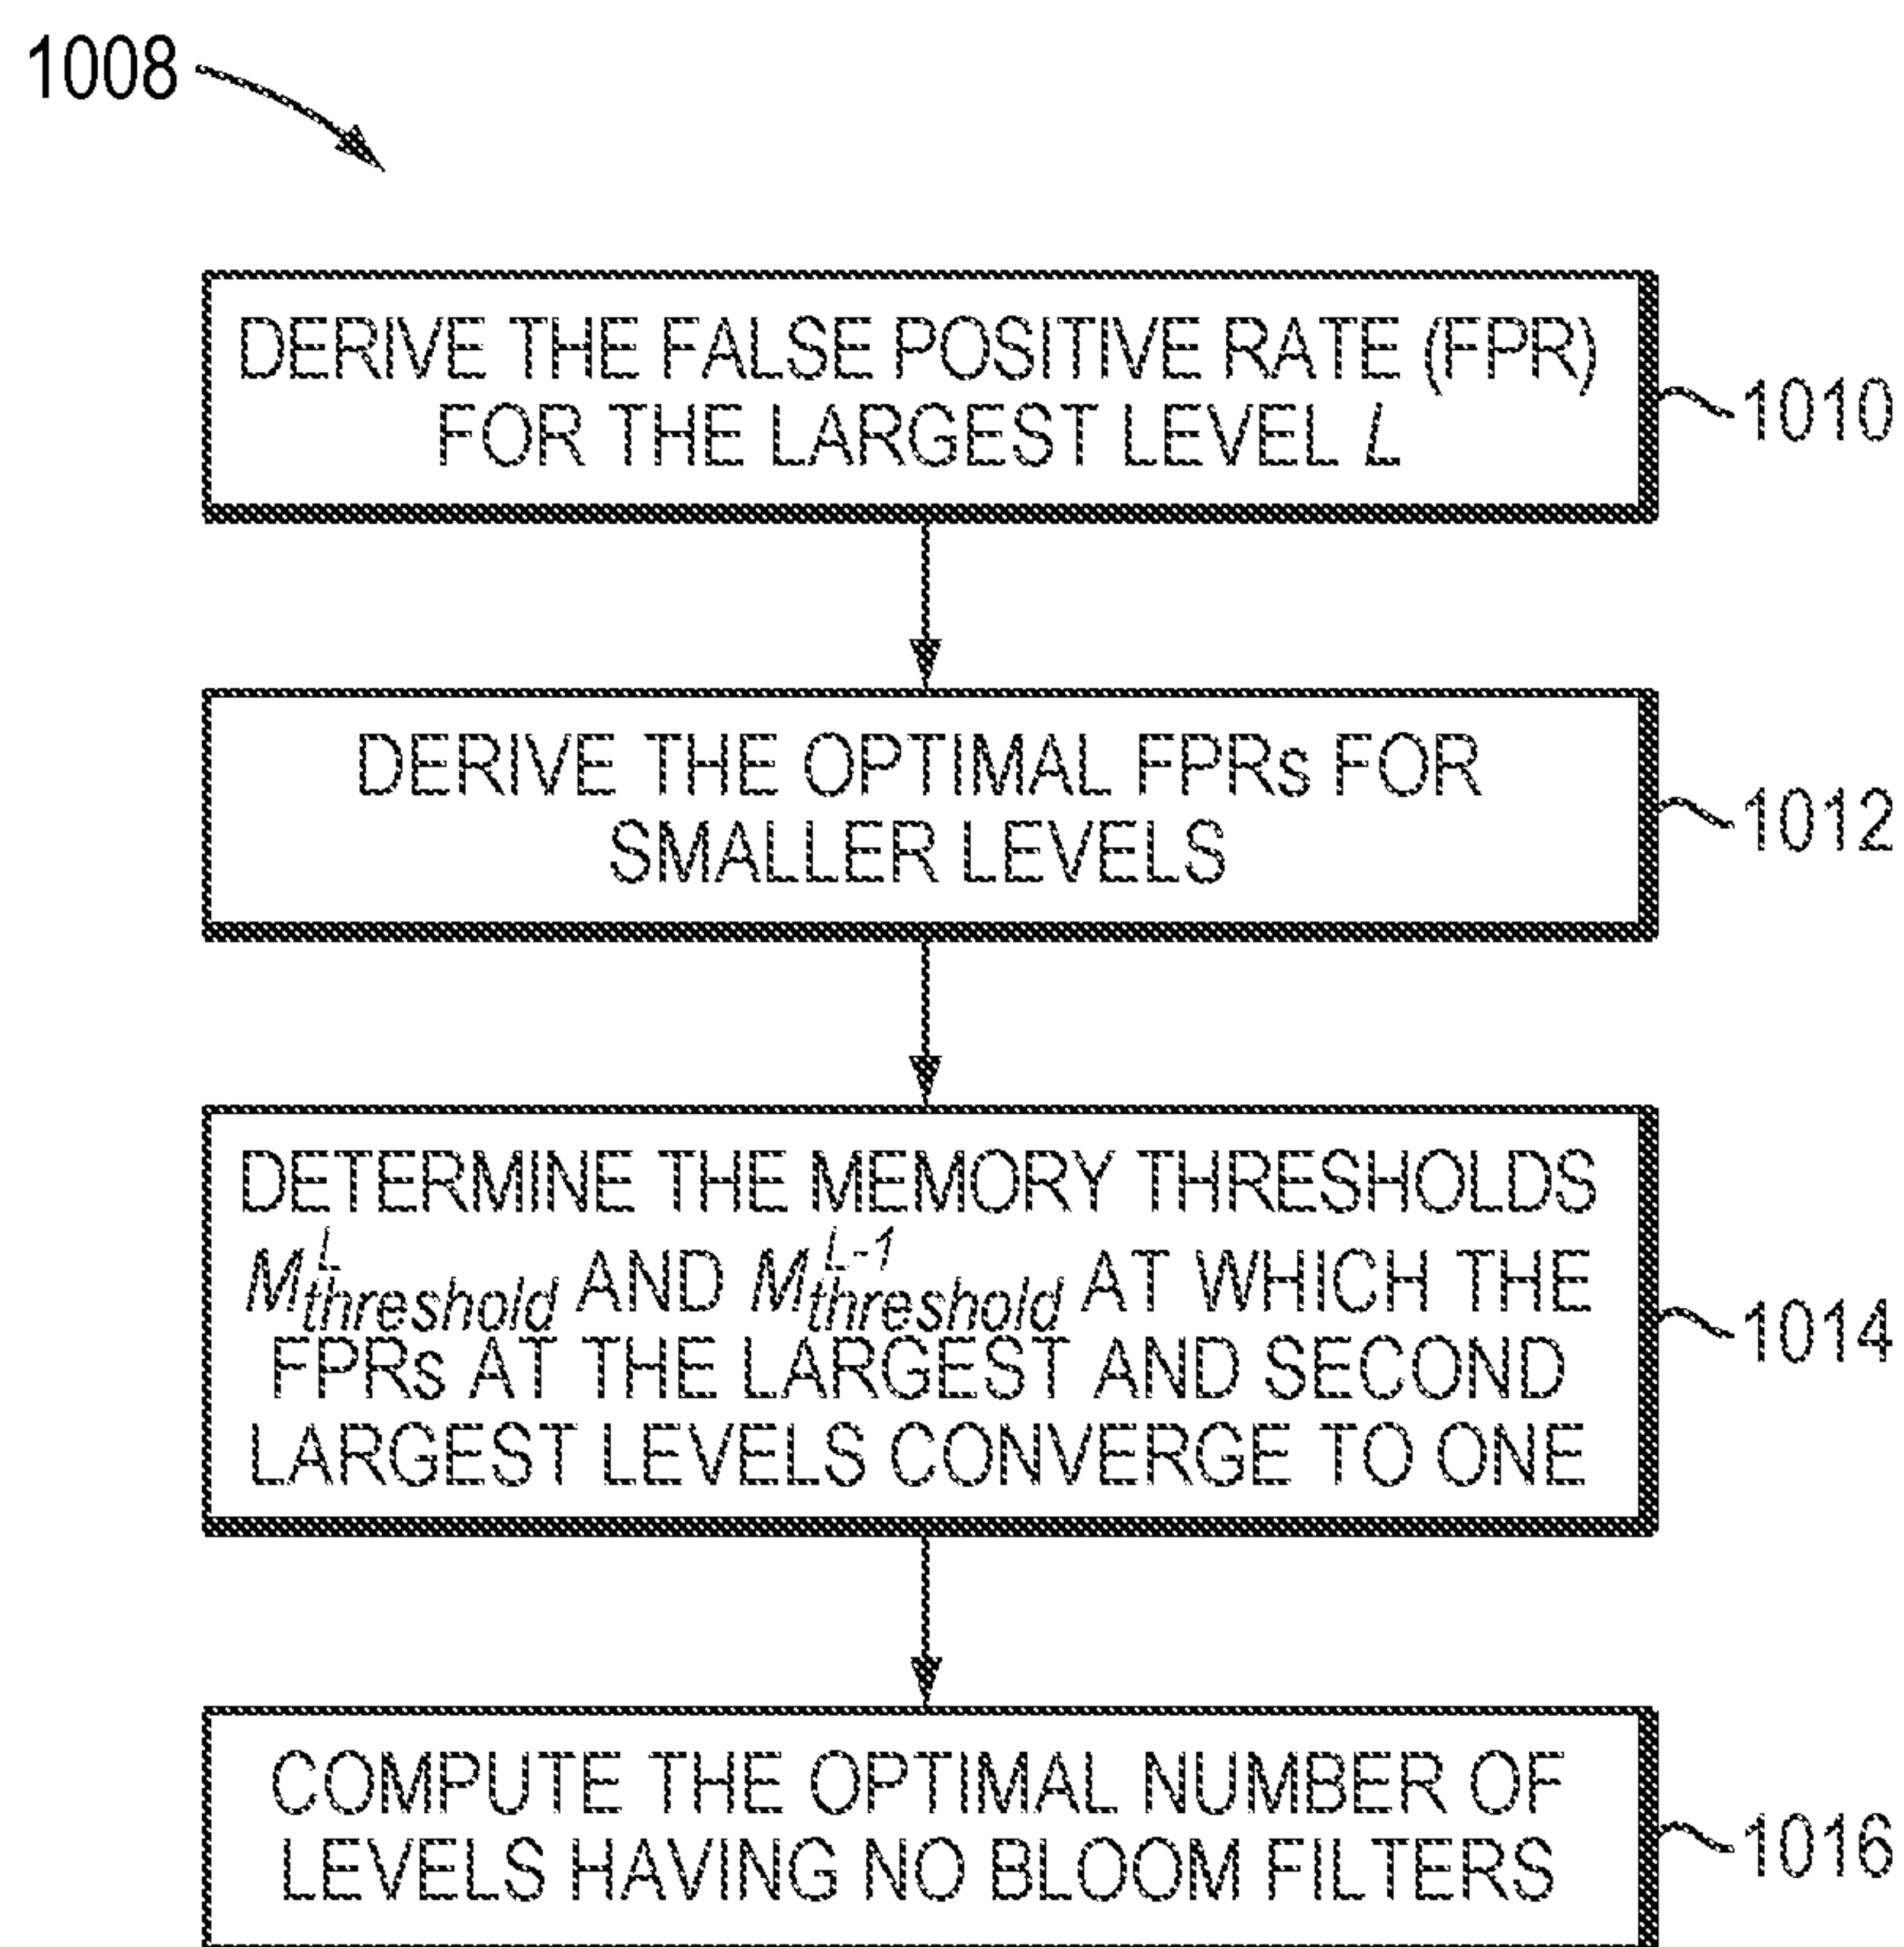 1008
DERIVE THE FALSE POSITIVE RATE (FPR)
FOR THE LARGEST LEVEL L
1010
DERIVE THE OPTIMAL FPRs FOR
SMALLER LEVELS
1012
DETERMINE THE MEMORY THRESHOLDS
M^L_threshold AND M^L-1_threshold AT WHICH THE
FPRs AT THE LARGEST AND SECOND
LARGEST LEVELS CONVERGE TO ONE
1014
COMPUTE THE OPTIMAL NUMBER OF
LEVELS HAVING NO BLOOM FILTERS
1016